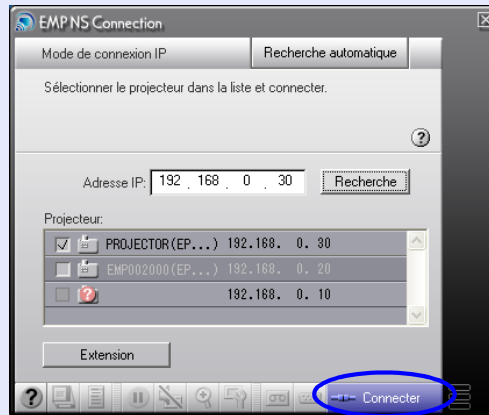 EMP NS Connection
Mode de connexion IP
Recherche automatique
Sélectionner le projecteur dans la liste et connecter.
Adresse IP: 192 . 168 . 0 . 30 Recherche
Projecteur:
PROJECTOR(EP...) 192.168. 0. 30
EMP002000(EP...) 192.168. 0. 20
192.168. 0. 10
Extension
Connecter